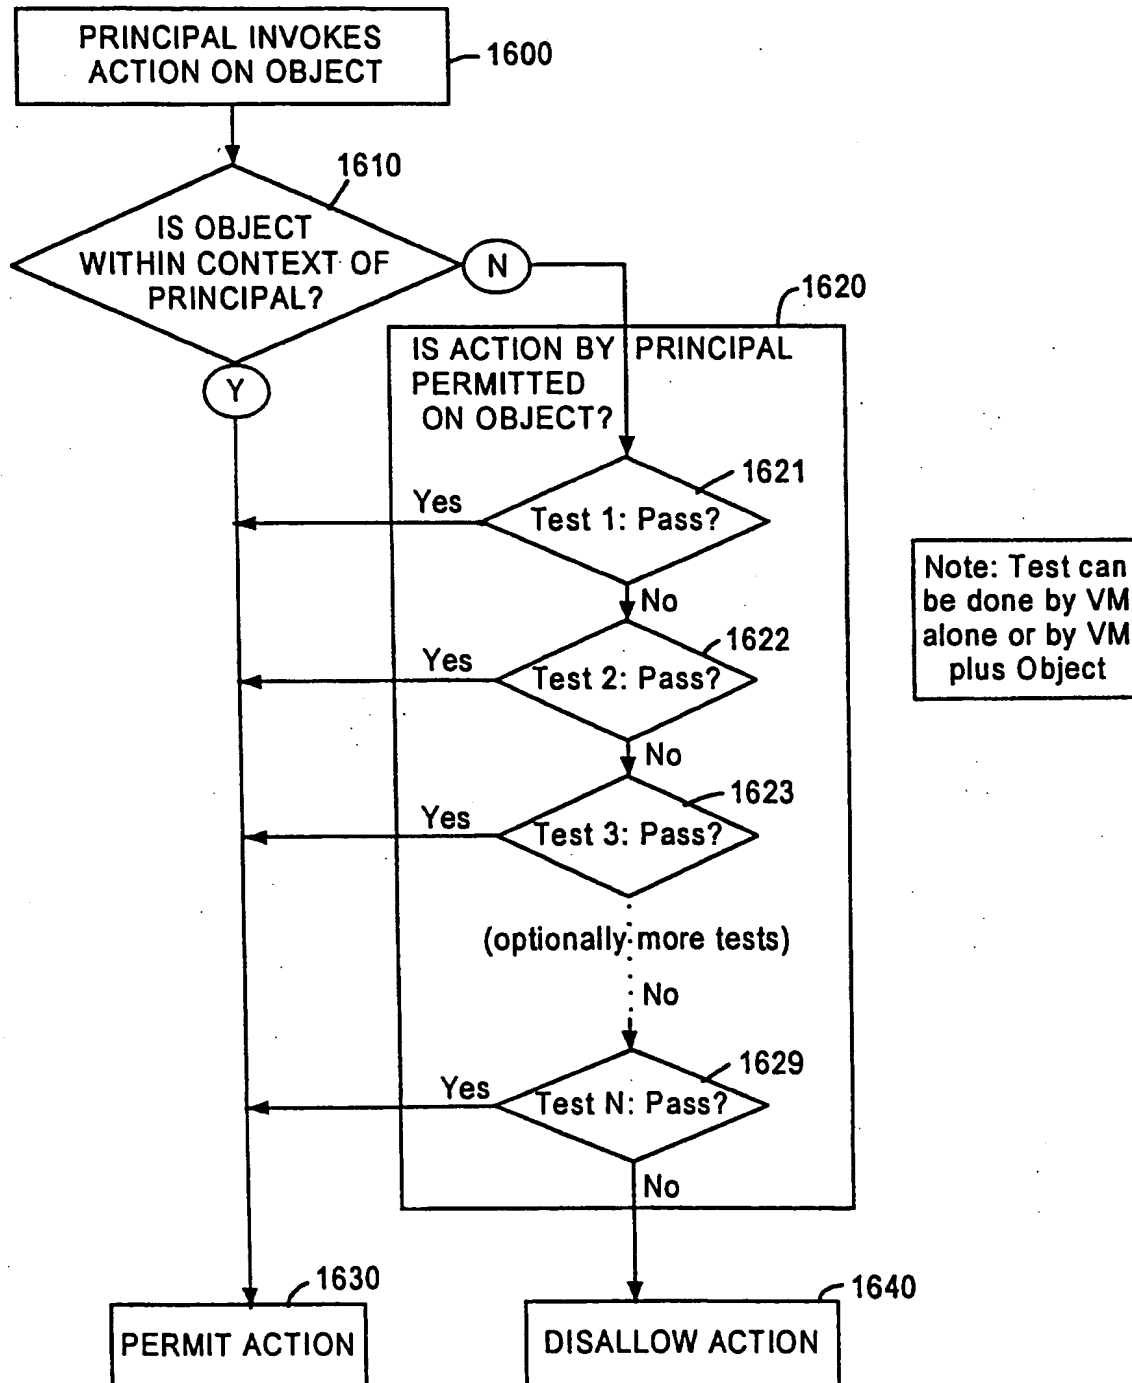 PRINCIPAL INVOKES
ACTION ON OBJECT
1600
1610
IS OBJECT
WITHIN CONTEXT OF
PRINCIPAL?
N
Y
1620
IS ACTION BY PRINCIPAL
PERMITTED
ON OBJECT?
1621
Yes
Test 1: Pass?
No
1622
Yes
Test 2: Pass?
No
1623
Yes
Test 3: Pass?
(optionally more tests)
No
1629
Yes
Test N: Pass?
No
Note: Test can
be done by VM
alone or by VM
plus Object
1630
PERMIT ACTION
1640
DISALLOW ACTION